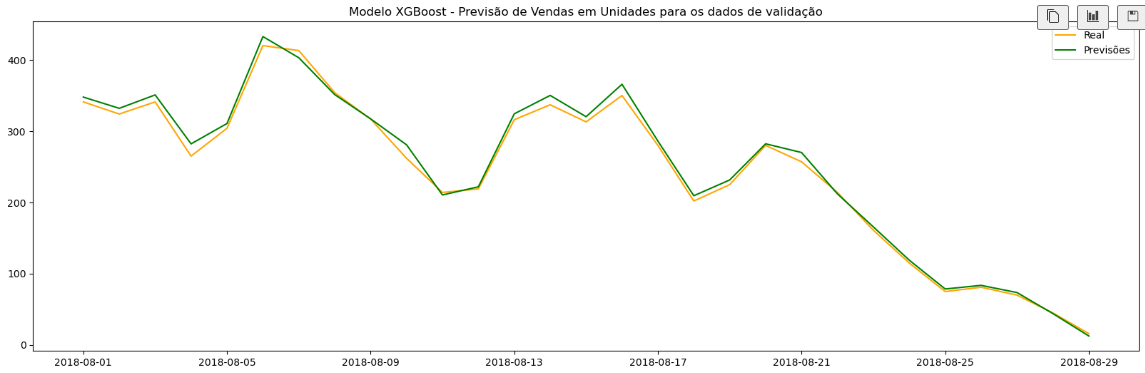 Modelo XGBoost - Previsão de Vendas em Unidades para os dados de validação
Real
Previsões
400
300
200
100
0
2018-08-01 2018-08-05 2018-08-09 2018-08-13 2018-08-17 2018-08-21 2018-08-25 2018-08-29